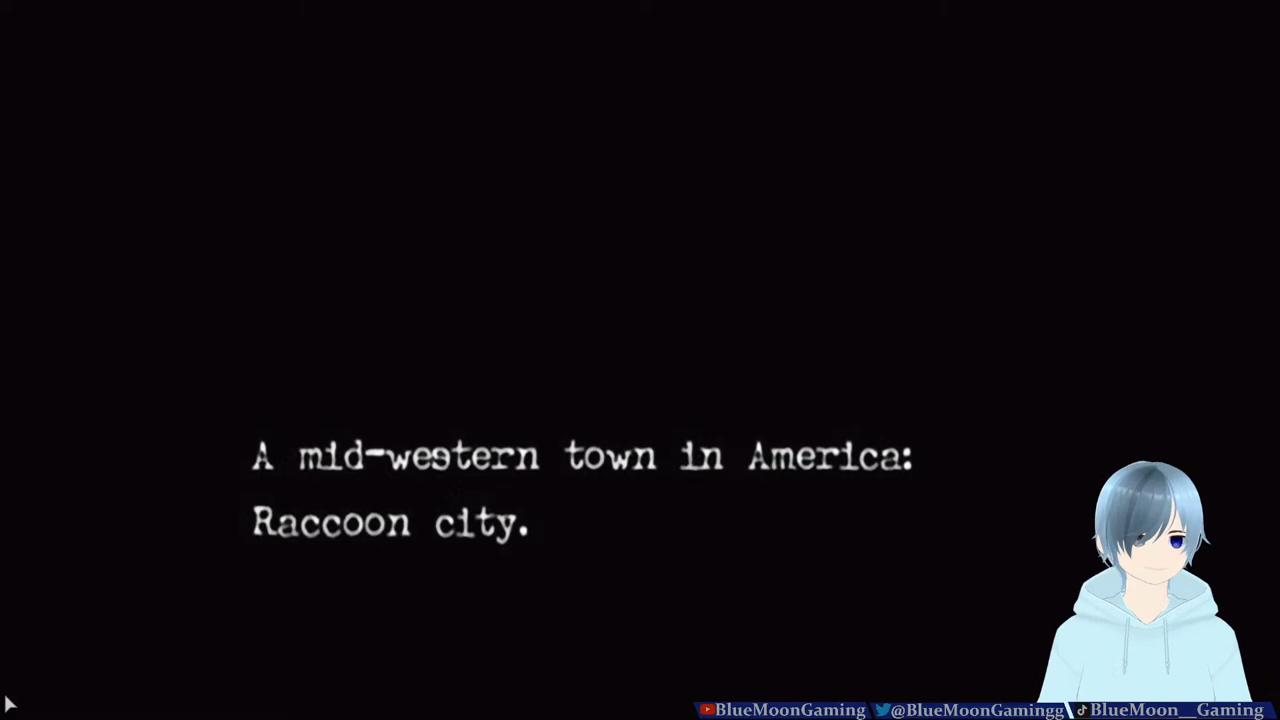 A mid-western town in America:
Raccoon city.
BlueMoonGaming @BlueMoonGamingg BlueMoon__Gaming